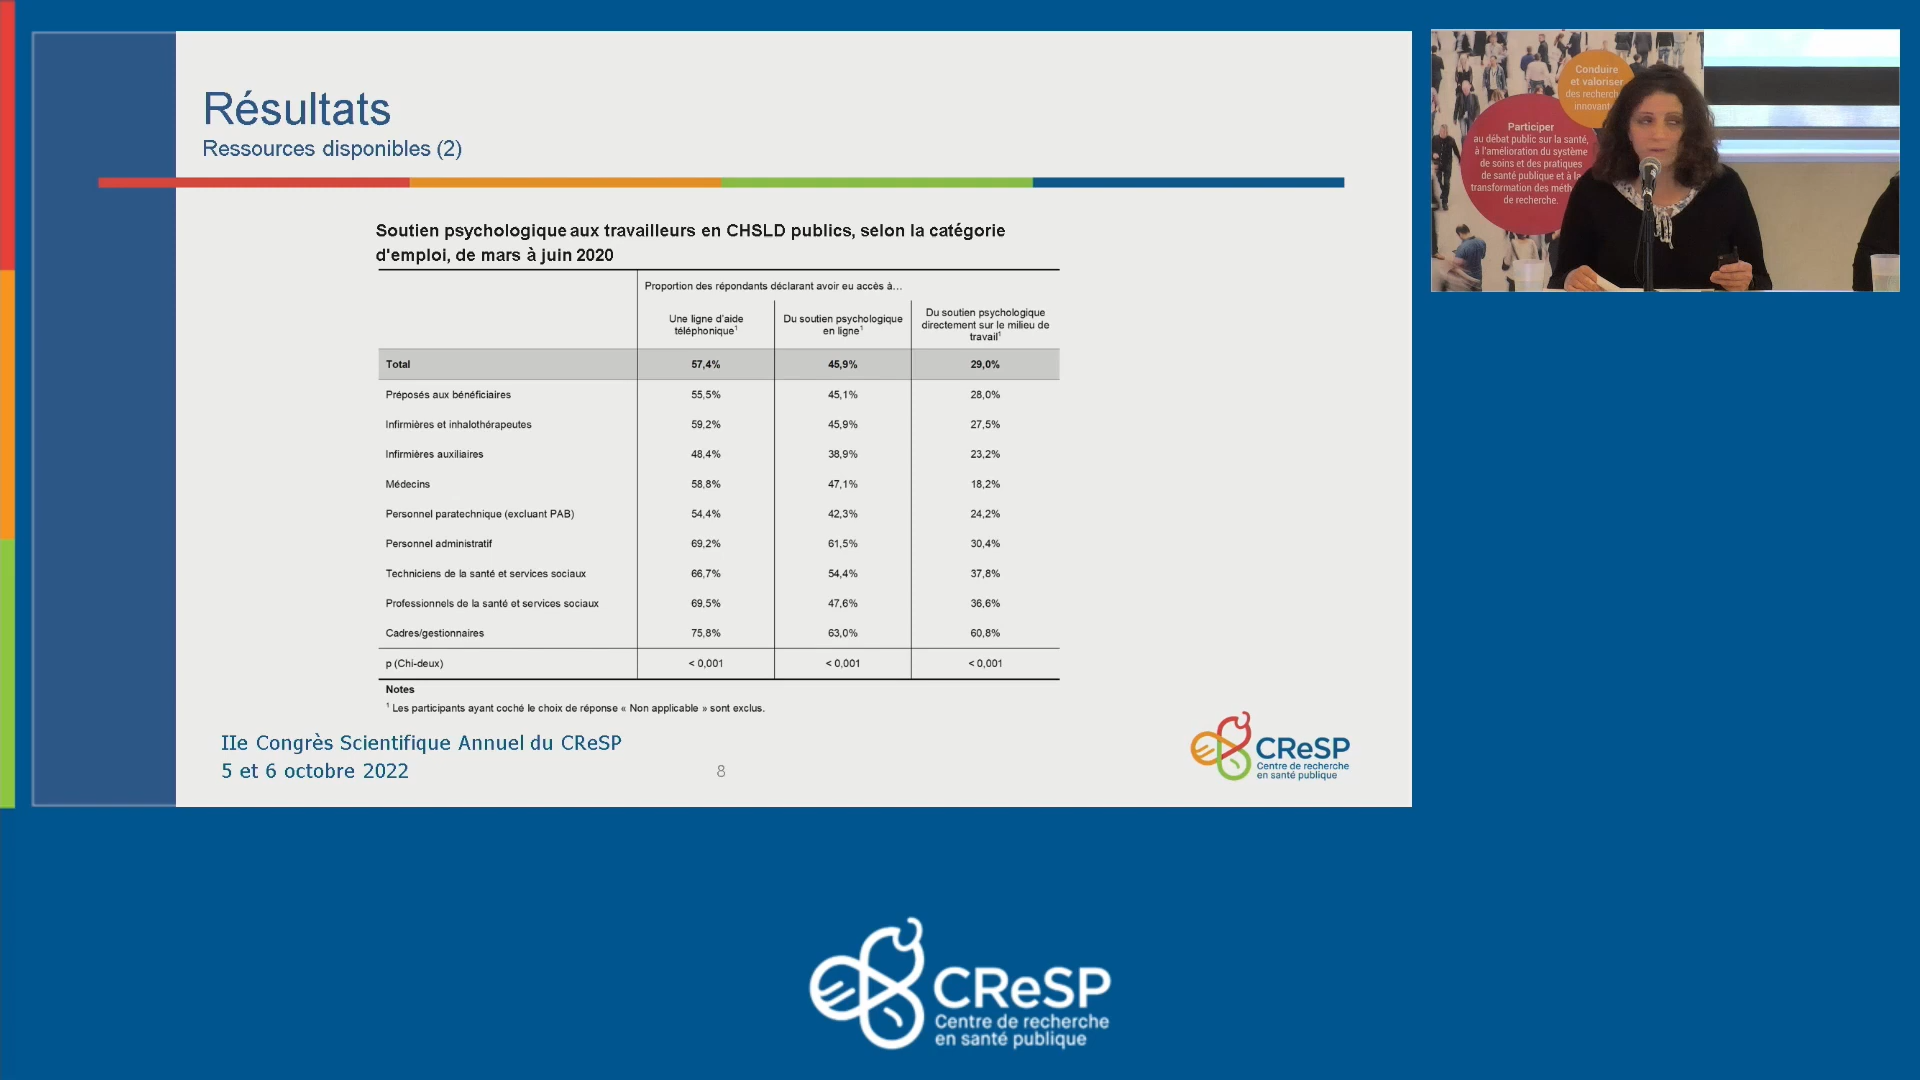 Résultats
Ressources disponibles (2)
Soutien psychologique aux travailleurs en CHSLD publics, selon la catégorie
d'emploi, de mars à juin 2020
Proportion des répondants déclarant avoir eu accès à…
Une ligne d'aide
téléphonique¹
Du soutien psychologique
en ligne¹
Du soutien psychologique
directement sur le milieu de
travail¹
Total 57,4% 45,9% 29,0%
Préposés aux bénéficiaires 55,5% 45,1% 28,0%
Infirmières et inhalothérapeutes 59,2% 45,9% 27,5%
Infirmières auxiliaires 48,4% 38,9% 23,2%
Médecins 58,8% 47,1% 18,2%
Personnel paratechnique (excluant PAB) 54,4% 42,3% 24,2%
Personnel administratif 69,2% 61,5% 30,4%
Techniciens de la santé et services sociaux 66,7% 54,4% 37,8%
Professionnels de la santé et services sociaux 69,5% 47,6% 36,6%
Cadres/gestionnaires 75,8% 63,0% 60,8%
p (Chi-deux) < 0,001 < 0,001 < 0,001
Notes
¹ Les participants ayant coché le choix de réponse « Non applicable » sont exclus.
IIe Congrès Scientifique Annuel du CReSP
5 et 6 octobre 2022
8
CReSP
Centre de recherche
en santé publique
Conduire
et valoriser
des recherch
innovant
Participer
au débat public sur la santé,
à l'amélioration du système
de soins et des pratiques
de santé publique et à la
transformation des méth
de recherche.
CReSP
Centre de recherche
en santé publique